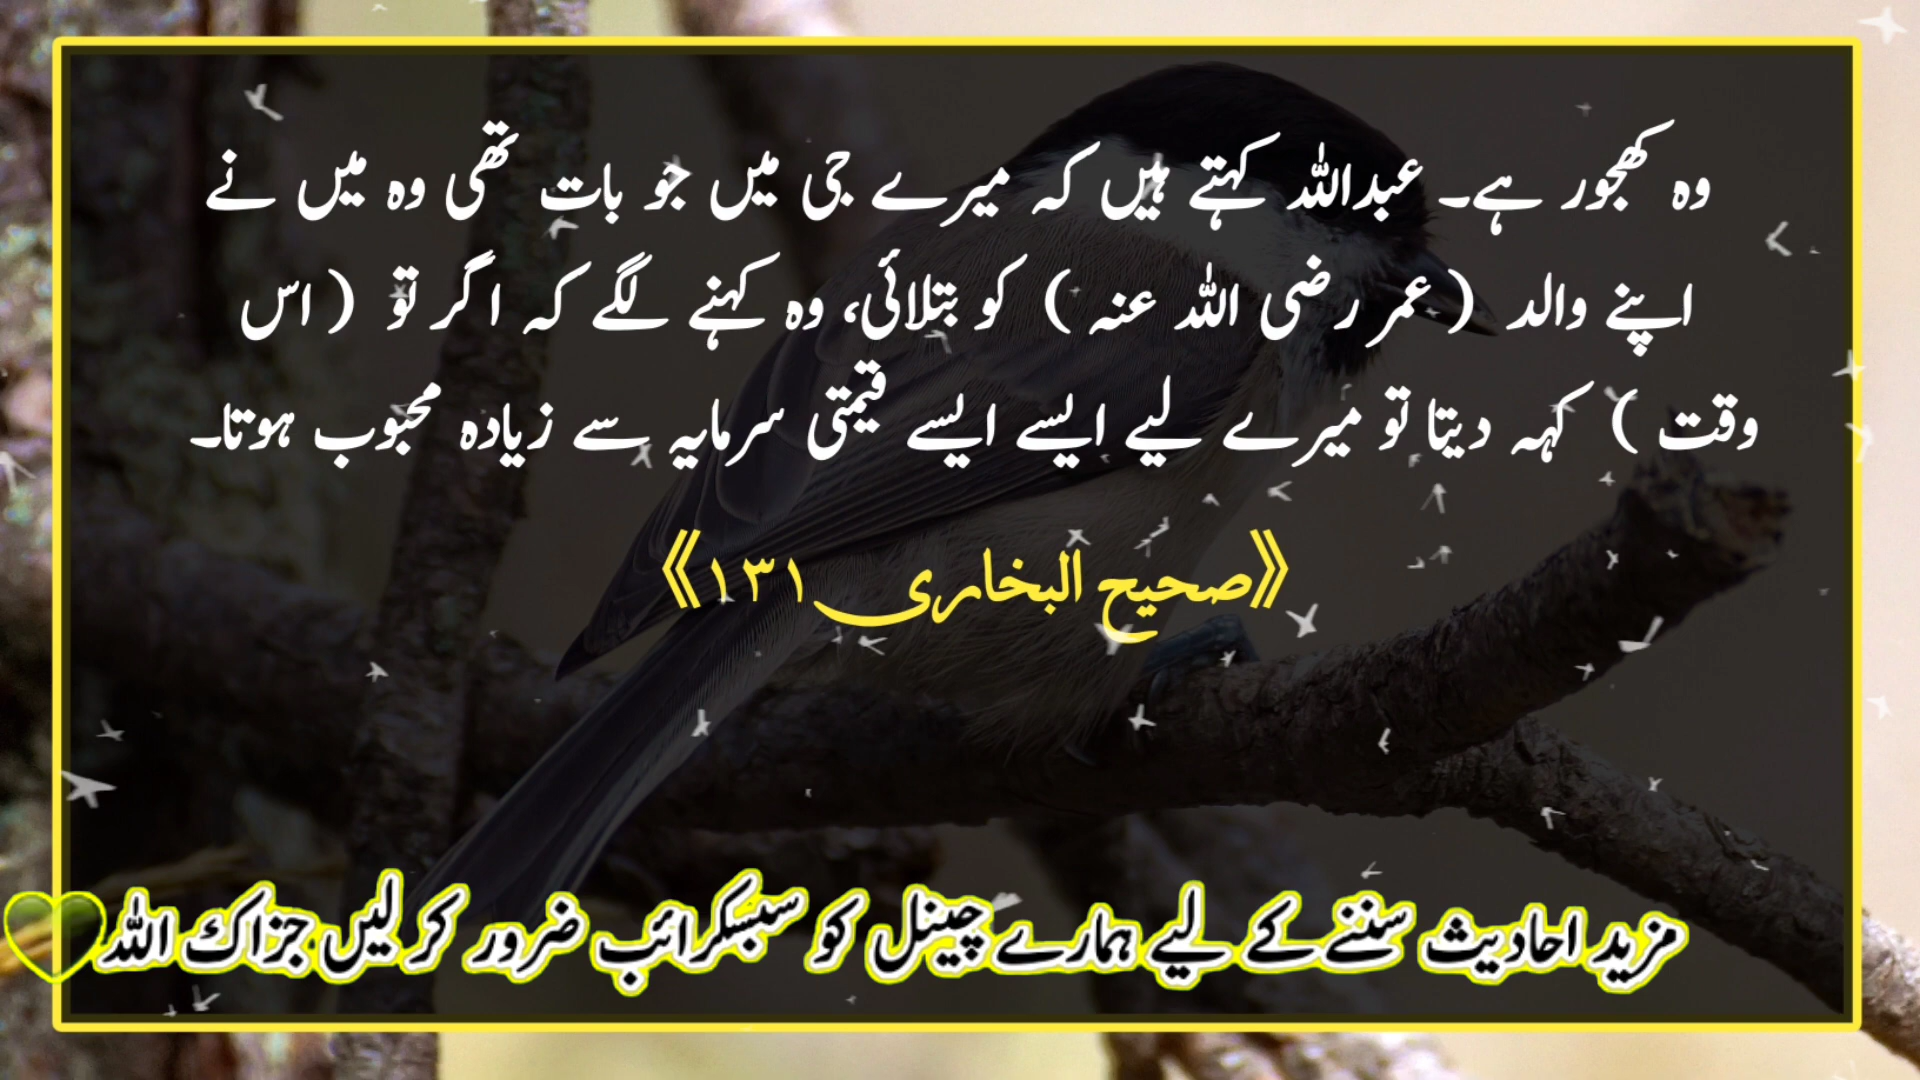 وہ کھجور ہے۔ عبداللہ کہتے ہیں کہ میرے جی میں جو بات تھی وہ میں نے
اپنے والد (عمر رضی اللہ عنہ) کو بتلائی، وہ کہنے لگے کہ اگر تو (اس
وقت) کہہ دیتا تو میرے لیے ایسے ایسے قیمتی سرمایہ سے زیادہ محبوب ہوتا۔
《صحیح البخاری ۱۳۱》
مزید احادیث سننے کے لیے ہمارے چینل کو سبسکرائب ضرور کر لیں جزاک اللہ